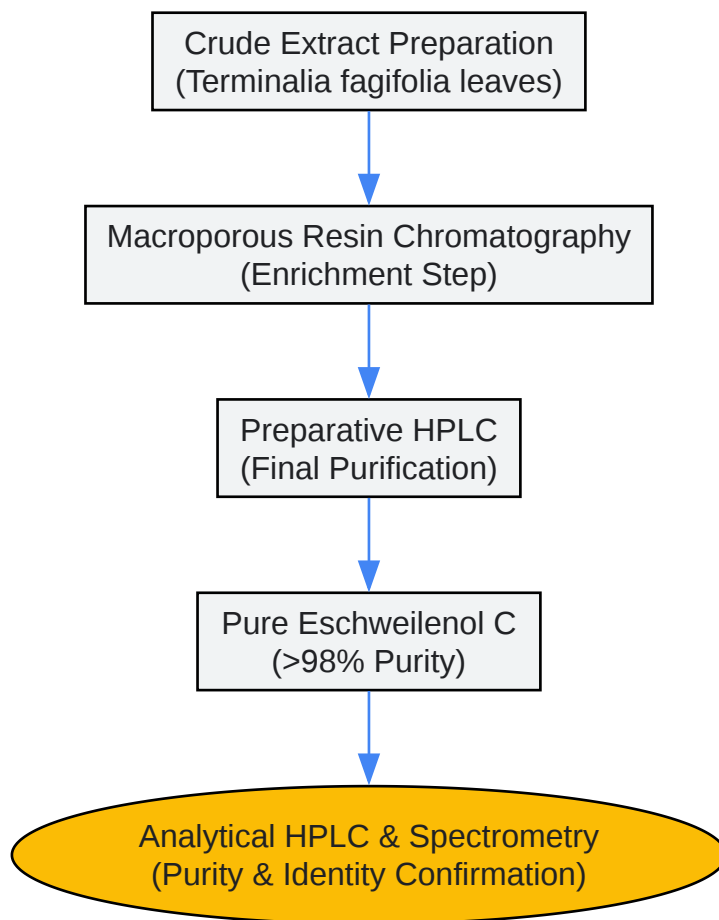 Crude Extract Preparation
(Terminalia fagifolia leaves)
Macroporous Resin Chromatography
(Enrichment Step)
Preparative HPLC
(Final Purification)
Pure Eschweilenol C
(>98% Purity)
Analytical HPLC & Spectrometry
(Purity & Identity Confirmation)